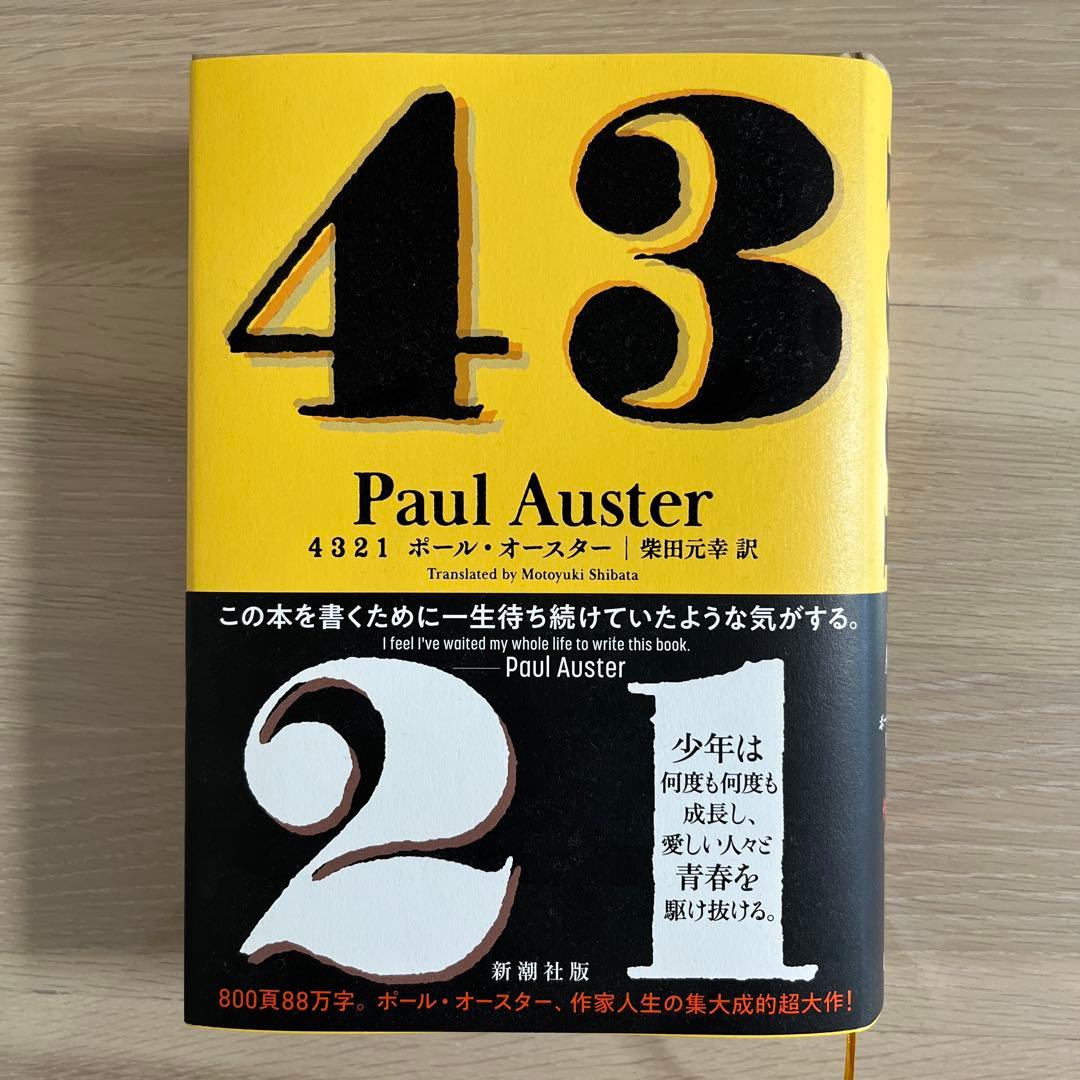 43
Paul Auster
4321 ポール・オースター｜柴田元幸 訳
Translated by Motoyuki Shibata
この本を書くために一生待ち続けていたような気がする。
I feel I've waited my whole life to write this book.
――Paul Auster
21
少年は
何度も何度も
成長し、
愛しい人々と
青春を
駆け抜ける。
新潮社版
800頁88万字。ポール・オースター、作家人生の集大成的超大作！